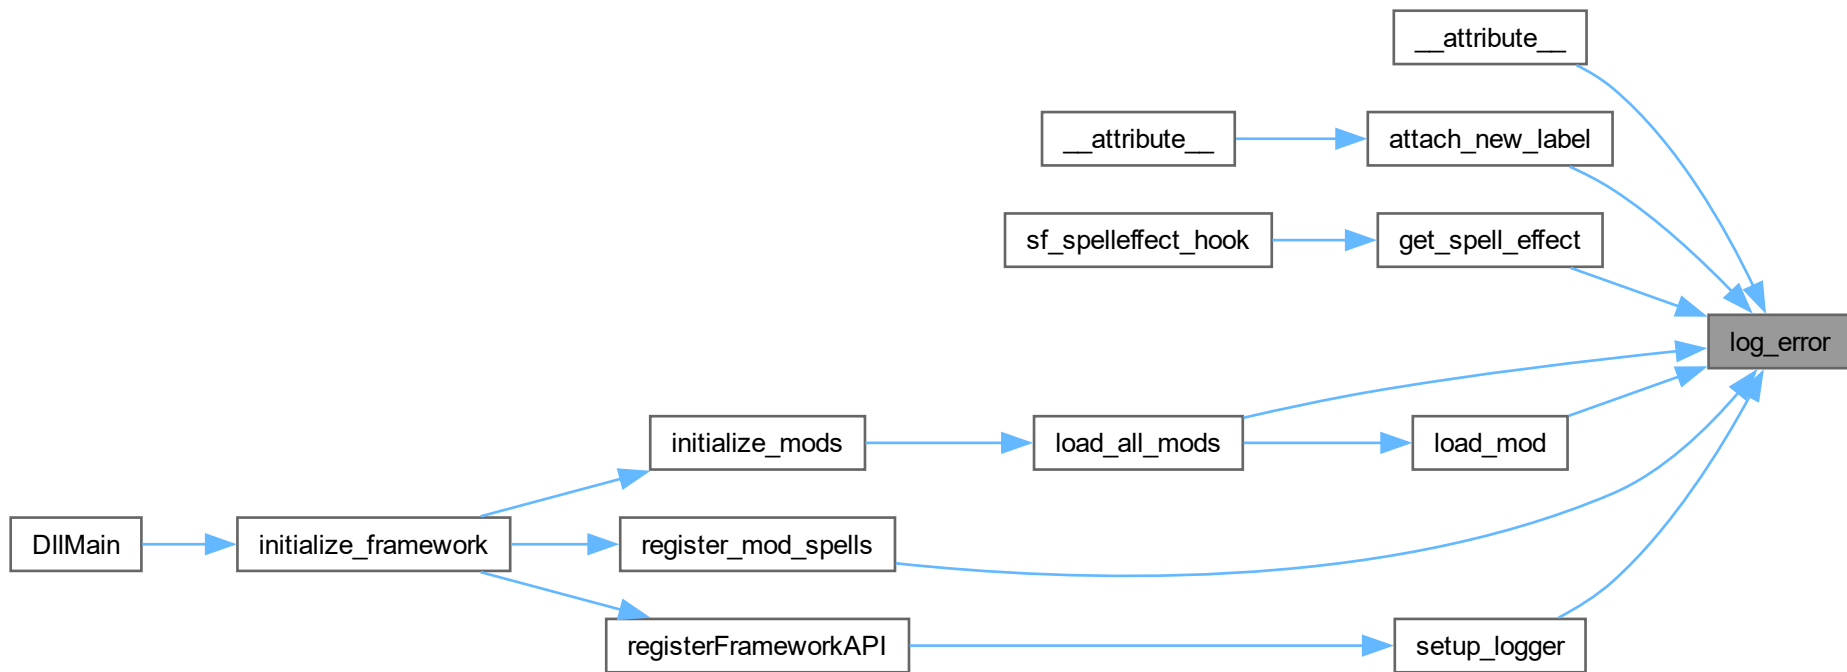 __attribute__
__attribute__
attach_new_label
sf_spelleffect_hook
get_spell_effect
log_error
initialize_mods
load_all_mods
load_mod
DllMain
initialize_framework
register_mod_spells
registerFrameworkAPI
setup_logger